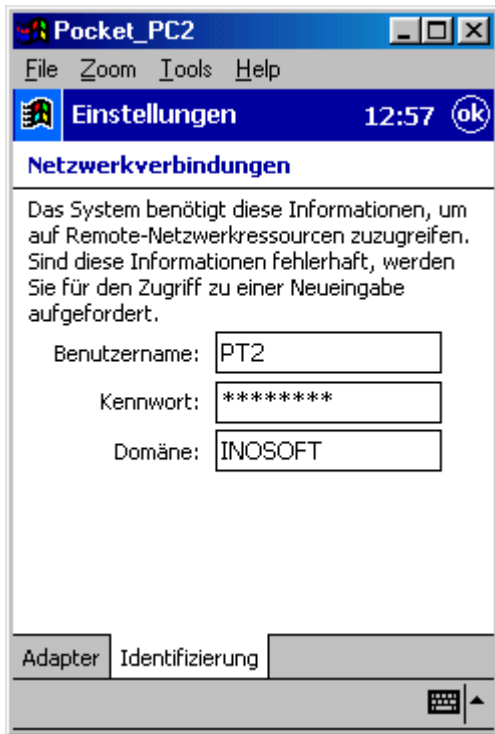 Pocket_PC2
File Zoom Tools Help
Einstellungen 12:57 ok
Netzwerkverbindungen
Das System benötigt diese Informationen, um
auf Remote-Netzwerkressourcen zuzugreifen.
Sind diese Informationen fehlerhaft, werden
Sie für den Zugriff zu einer Neueingabe
aufgefordert.
Benutzername: PT2
Kennwort: ********
Domäne: INOSOFT
Adapter Identifizierung